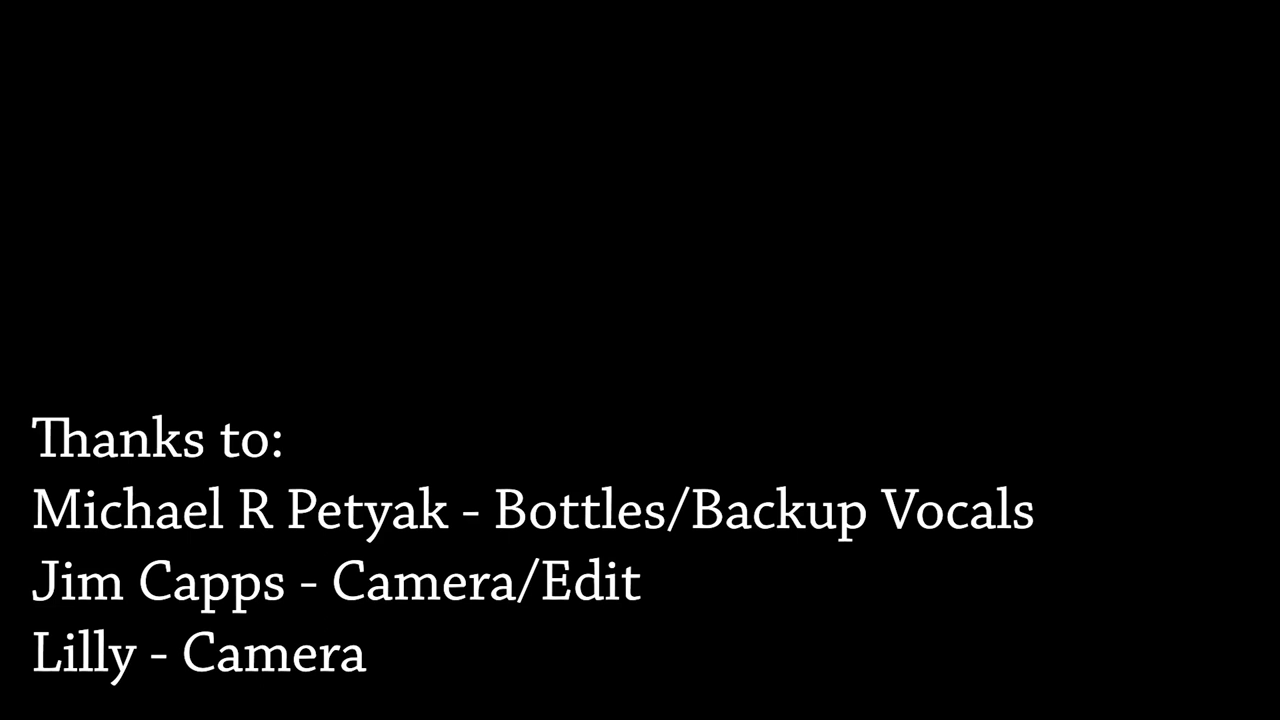 Thanks to:
Michael R Petyak - Bottles/Backup Vocals
Jim Capps - Camera/Edit
Lilly - Camera